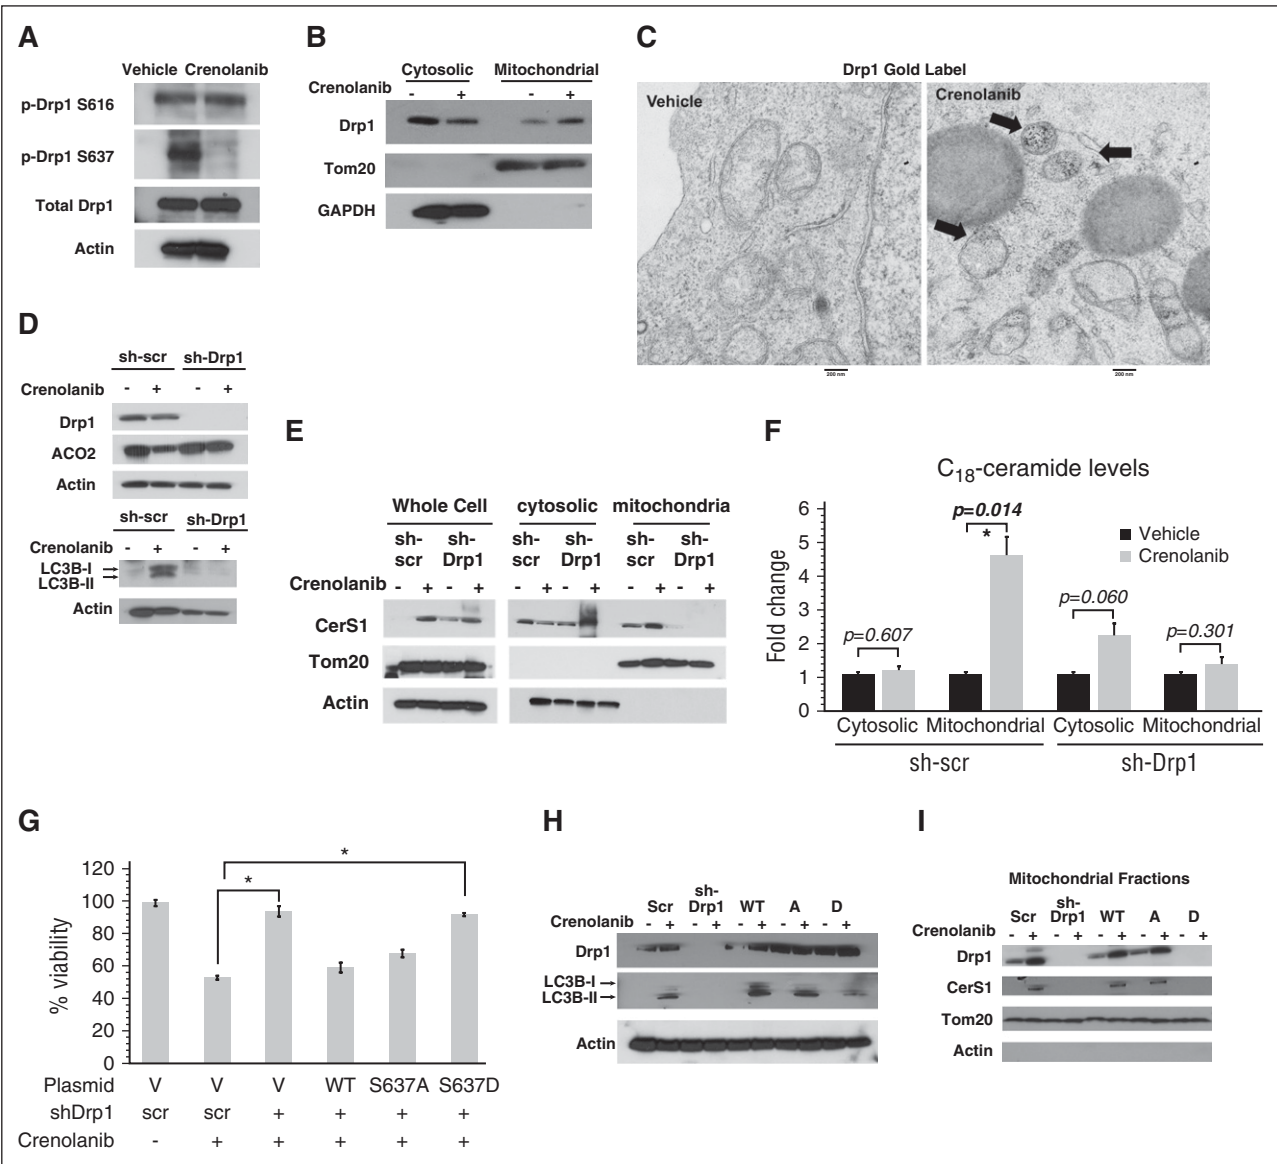 A
Vehicle Crenolanib
p-Drp1 S616
p-Drp1 S637
Total Drp1
Actin
B
Cytosolic Mitochondrial
Crenolanib - + - +
Drp1
Tom20
GAPDH
C
Drp1 Gold Label
Vehicle
Crenolanib
200 nm
200 nm
D
sh-scr sh-Drp1
Crenolanib - + - +
Drp1
ACO2
Actin
sh-scr sh-Drp1
Crenolanib - + - +
LC3B-I
LC3B-II
Actin
E
Whole Cell cytosolic mitochondria
sh- sh- sh- sh- sh- sh-
scr Drp1 scr Drp1 scr Drp1
Crenolanib - + - + - + - + - + - +
CerS1
Tom20
Actin
F
C18-ceramide levels
Fold change
6
5
4
3
2
1
0
p=0.607
p=0.014
*
p=0.060
p=0.301
Vehicle
Crenolanib
Cytosolic Mitochondrial Cytosolic Mitochondrial
sh-scr sh-Drp1
G
% viability
120
100
80
60
40
20
0
*
*
Plasmid V V V WT S637A S637D
shDrp1 scr scr + + + +
Crenolanib - + + + + +
H
sh-
Scr Drp1 WT A D
Crenolanib - + - + - + - + - +
Drp1
LC3B-I
LC3B-II
Actin
I
Mitochondrial Fractions
sh-
Scr Drp1 WT A D
Crenolanib - + - + - + - + - +
Drp1
CerS1
Tom20
Actin